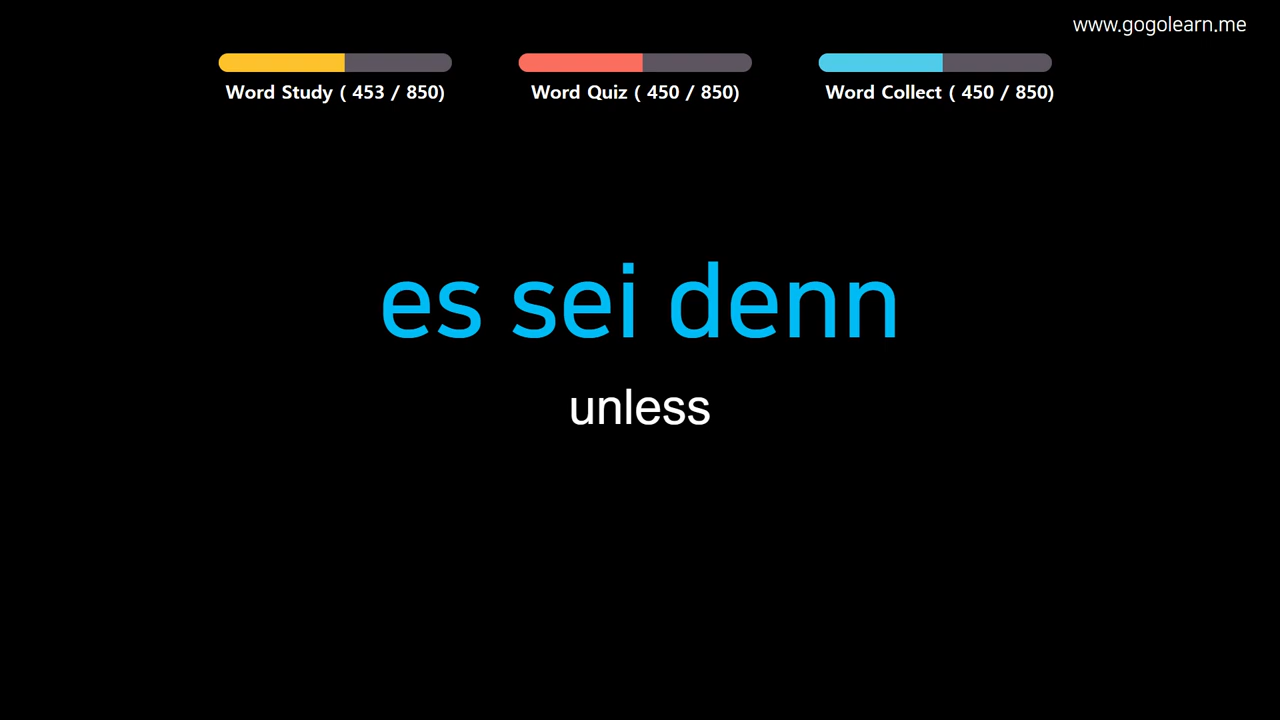 www.gogolearn.me
Word Study ( 453 / 850)
Word Quiz ( 450 / 850)
Word Collect ( 450 / 850)
es sei denn
unless